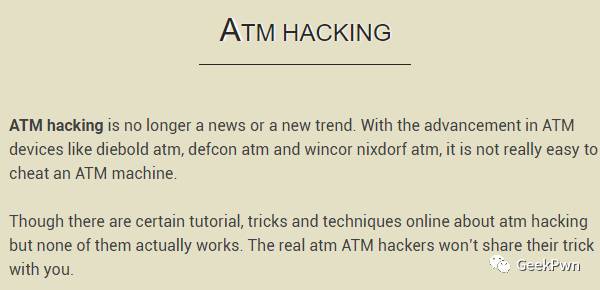 ATM HACKING
ATM hacking is no longer a news or a new trend. With the advancement in ATM
devices like diebold atm, defcon atm and wincor nixdorf atm, it is not really easy to
cheat an ATM machine.
Though there are certain tutorial, tricks and techniques online about atm hacking
but none of them actually works. The real atm ATM hackers won't share their trick
with you.
GeekPwn